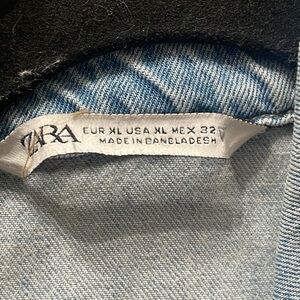 ZARA
EUR XL USA XL MEX 32
MADE IN BANGLADESH